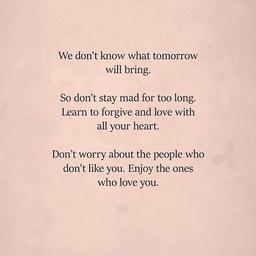 We don't know what tomorrow
will bring.
So don't stay mad for too long.
Learn to forgive and love with
all your heart.
Don't worry about the people who
don't like you. Enjoy the ones
who love you.